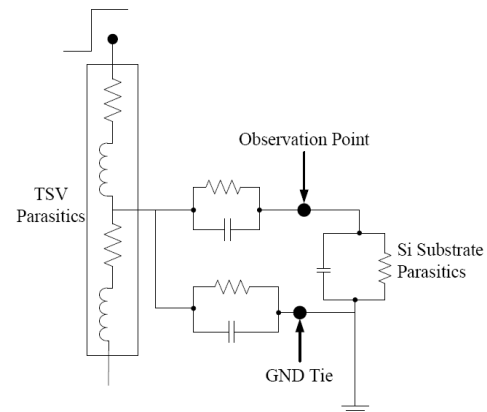 Observation Point
TSV
Parasitics
Si Substrate
Parasitics
GND Tie